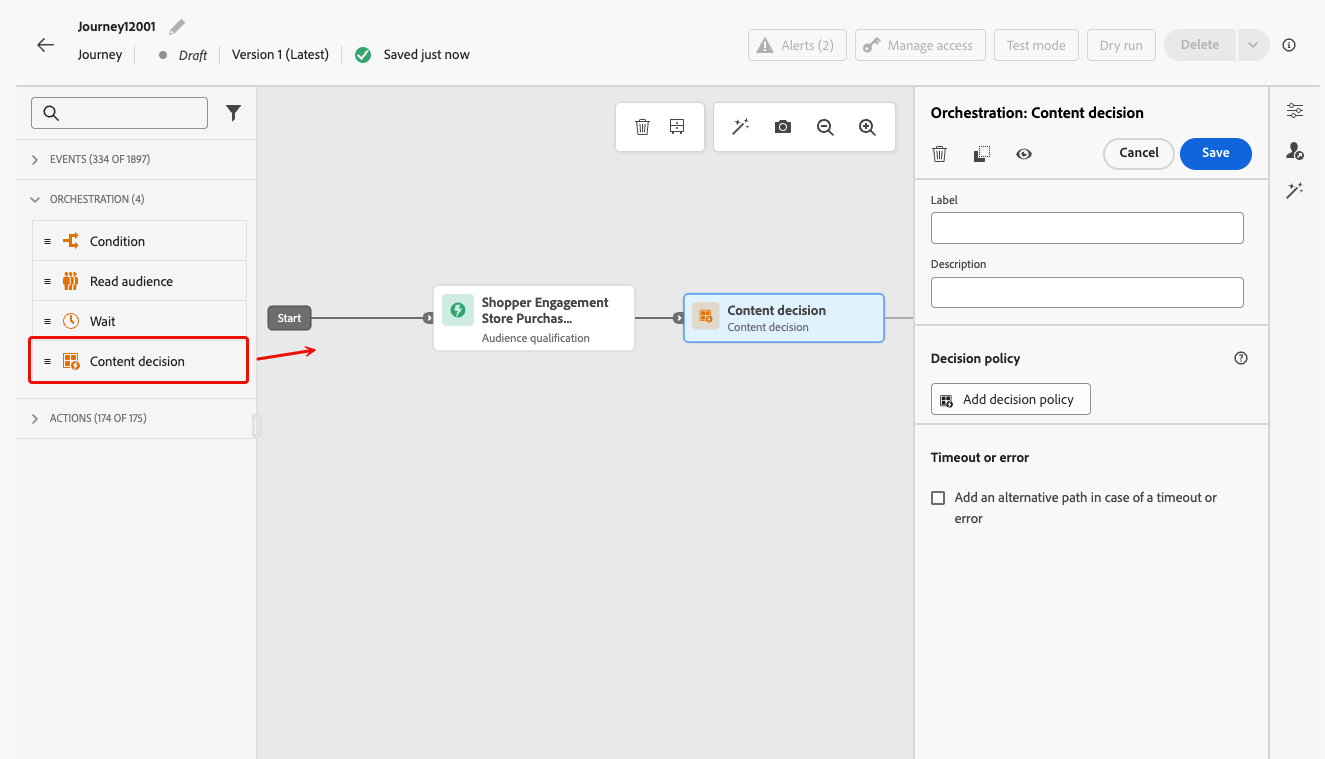 Journey12001
Journey
Draft
Version 1 (Latest)
Saved just now
Alerts (2)
Manage access
Test mode
Dry run
Delete
EVENTS (334 OF 1897)
ORCHESTRATION (4)
Condition
Read audience
Wait
Content decision
ACTIONS (174 OF 175)
Start
Shopper Engagement
Store Purchas...
Audience qualification
Content decision
Content decision
Orchestration: Content decision
Cancel
Save
Label
Description
Decision policy
Add decision policy
Timeout or error
Add an alternative path in case of a timeout or
error